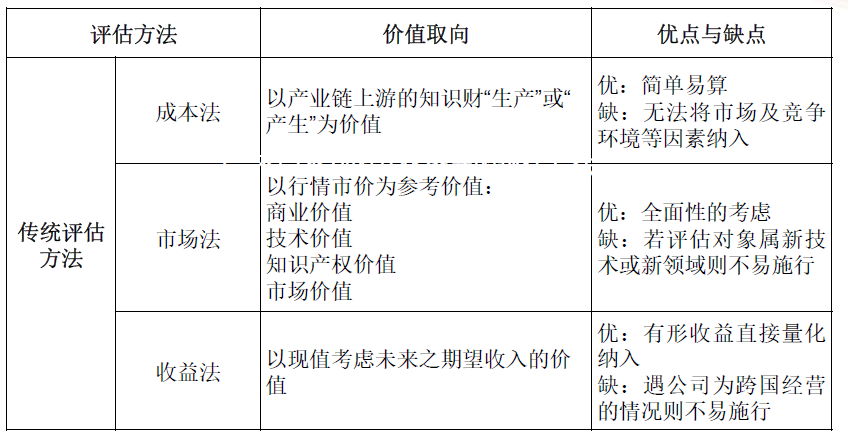 评估方法 价值取向 优点与缺点
传统评估
方法
成本法
以产业链上游的知识财“生产”或“
产生”为价值
优：简单易算
缺：无法将市场及竞争
环境等因素纳入
市场法
以行情市价为参考价值：
商业价值
技术价值
知识产权价值
市场价值
优：全面性的考虑
缺：若评估对象属新技
术或新领域则不易施行
收益法
以现值考虑未来之期望收入的价
值
优：有形收益直接量化
纳入
缺：遇公司为跨国经营
的情况则不易施行